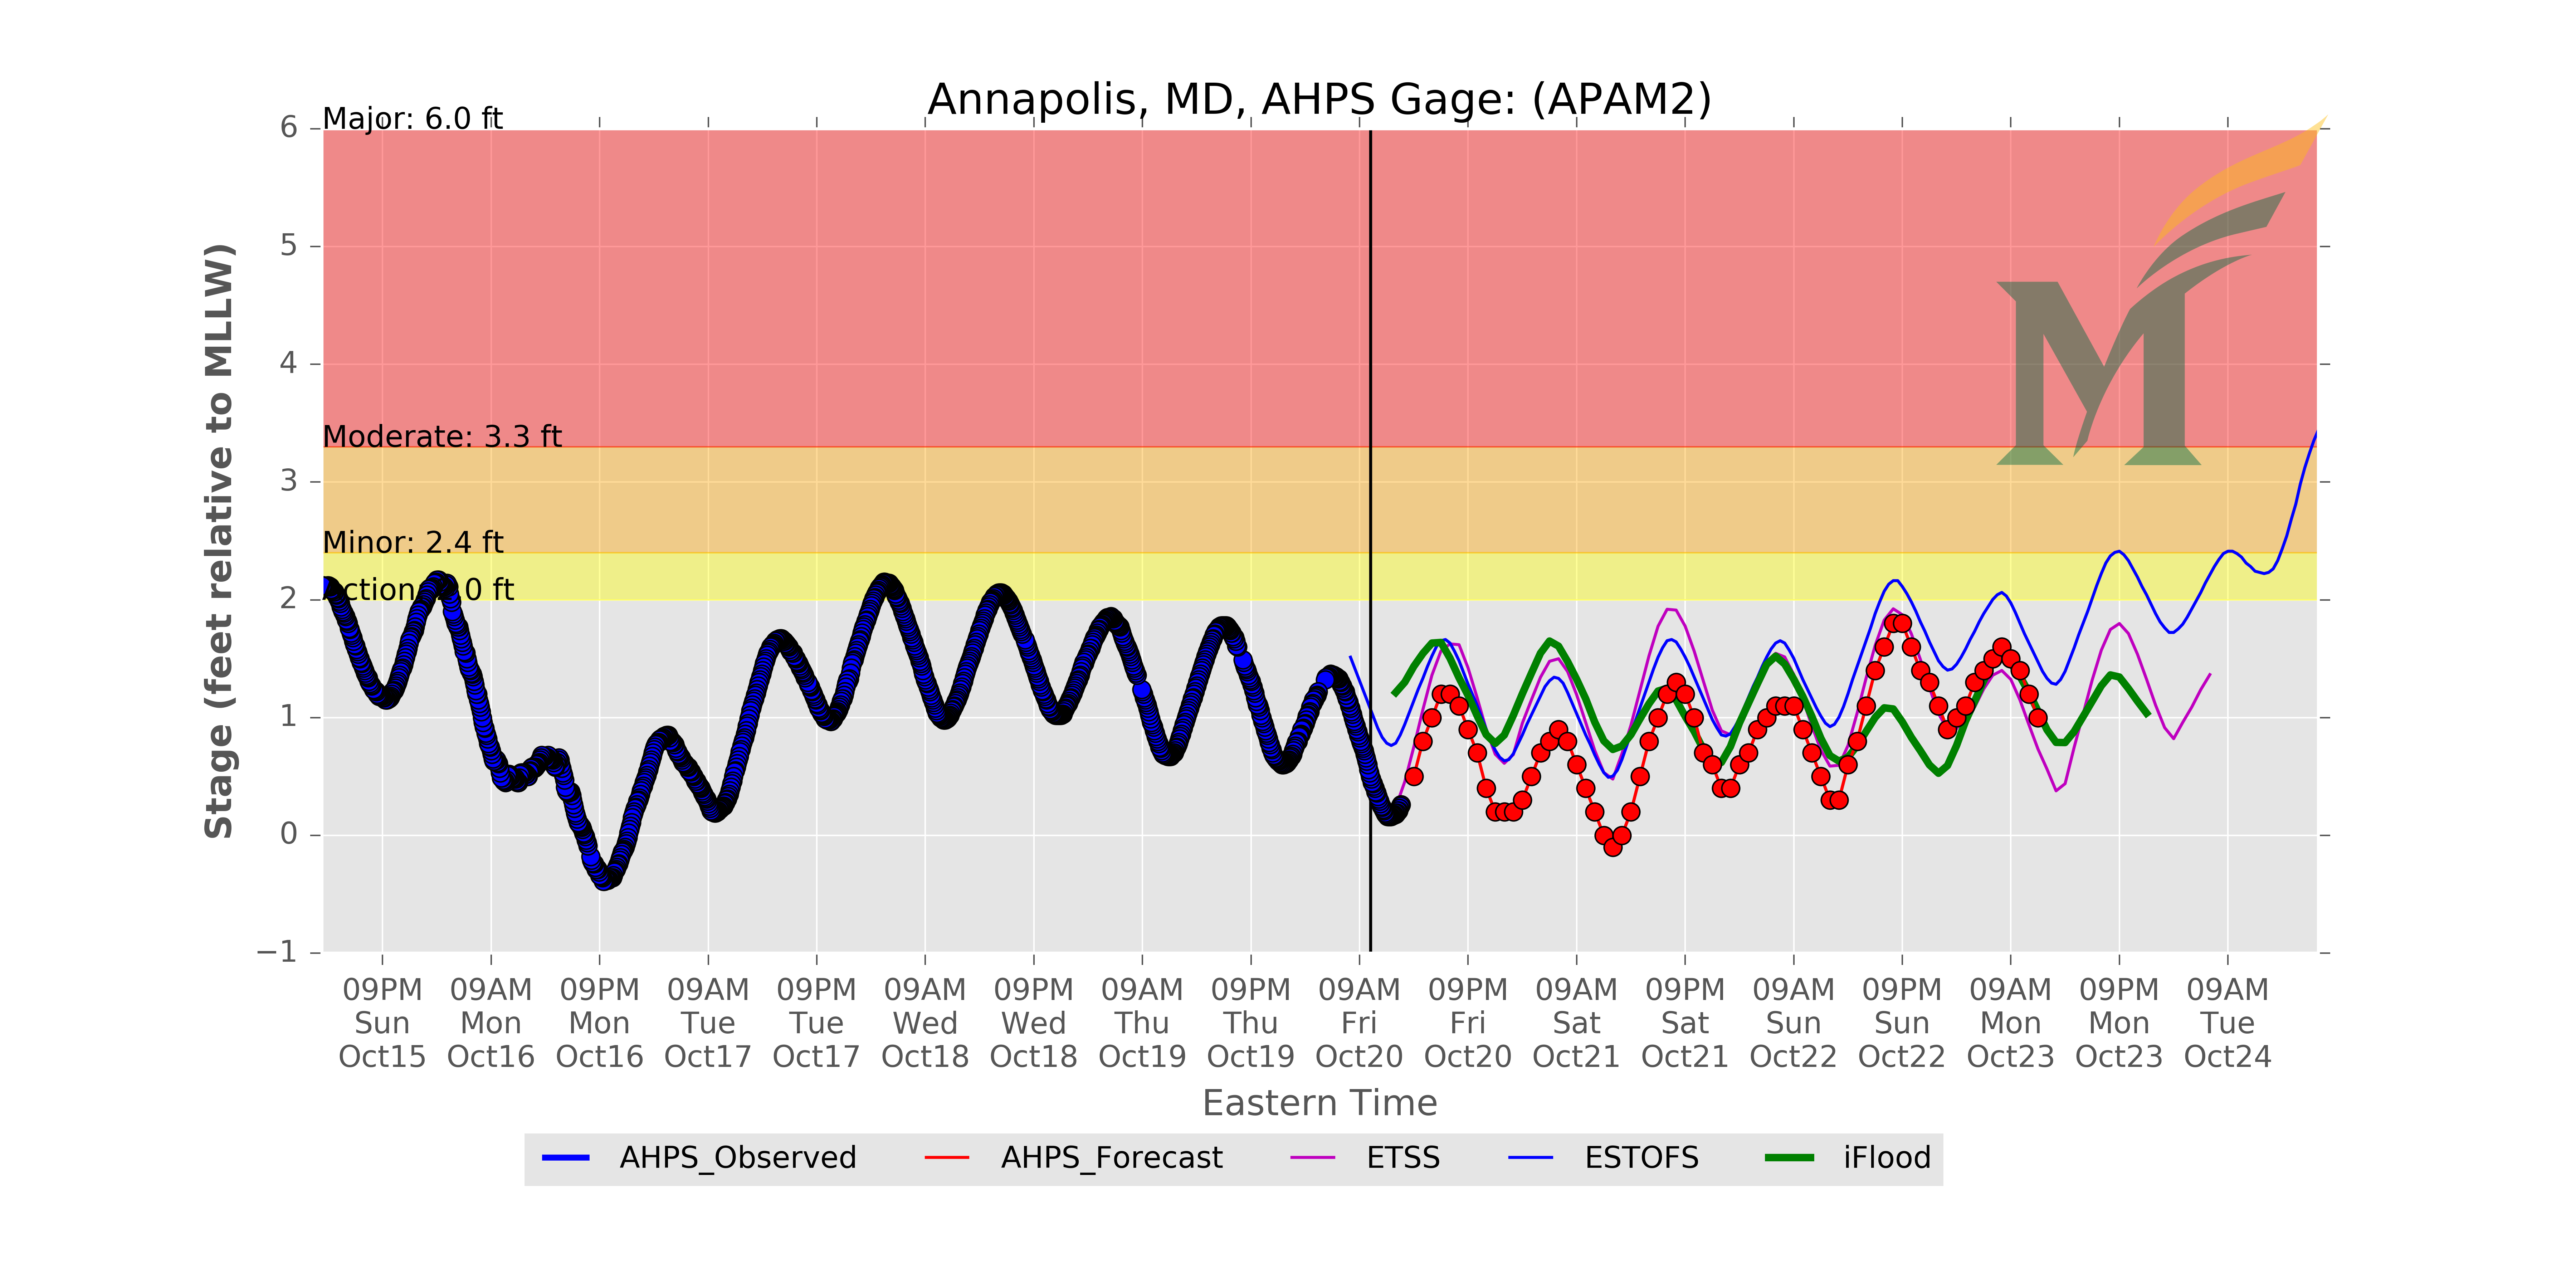 Annapolis, MD, AHPS Gage: (APAM2)
Major: 6.0 ft
Moderate: 3.3 ft
Minor: 2.4 ft
ft
6
5
4
3
2
1
0
−1
Stage (feet relative to MLLW)
09PM 09AM 09PM 09AM 09PM 09AM 09PM 09AM 09PM 09AM 09PM 09AM 09PM 09AM 09PM 09AM 09PM 09AM
Sun Mon Mon Tue Tue Wed Wed Thu Thu Fri Fri Sat Sat Sun Sun Mon Mon Tue
Oct15 Oct16 Oct16 Oct17 Oct17 Oct18 Oct18 Oct19 Oct19 Oct20 Oct20 Oct21 Oct21 Oct22 Oct22 Oct23 Oct23 Oct24
Eastern Time
AHPS_Observed AHPS_Forecast ETSS ESTOFS iFlood
M